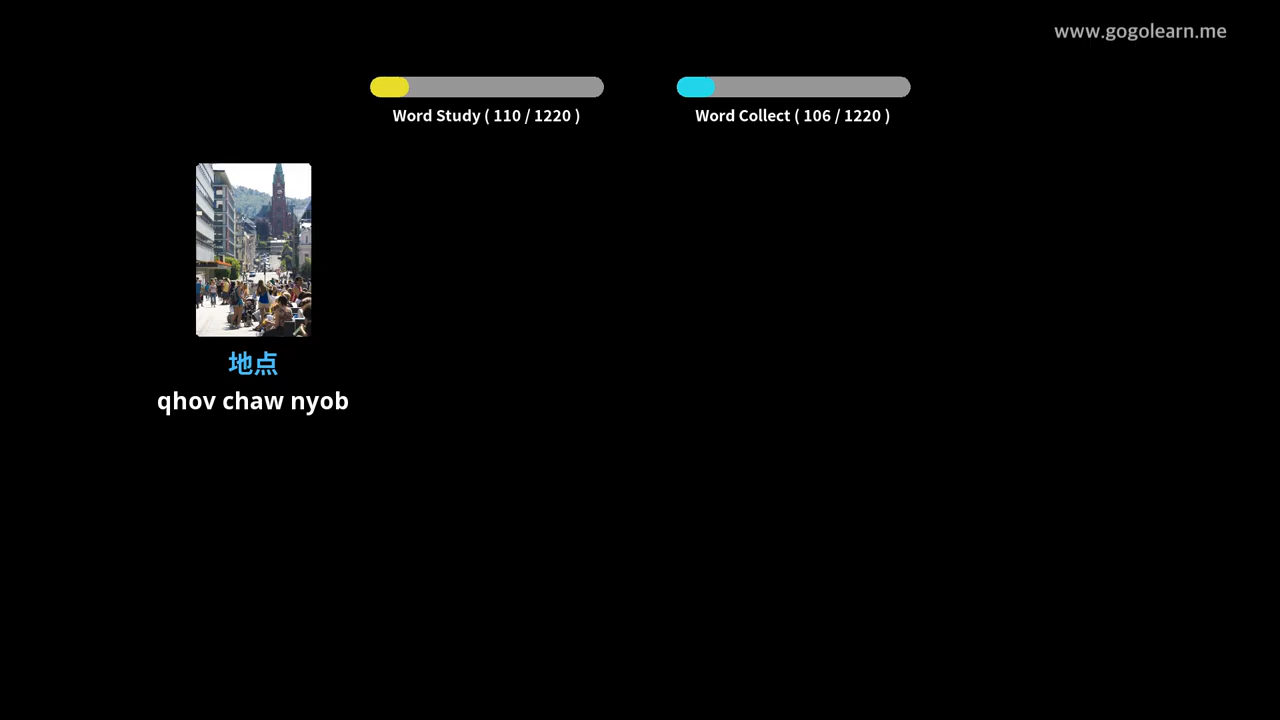 www.gogolearn.me
Word Study ( 110 / 1220 )
Word Collect ( 106 / 1220 )
地点
qhov chaw nyob